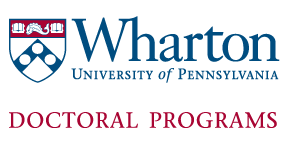 Wharton
UNIVERSITY of PENNSYLVANIA
DOCTORAL PROGRAMS